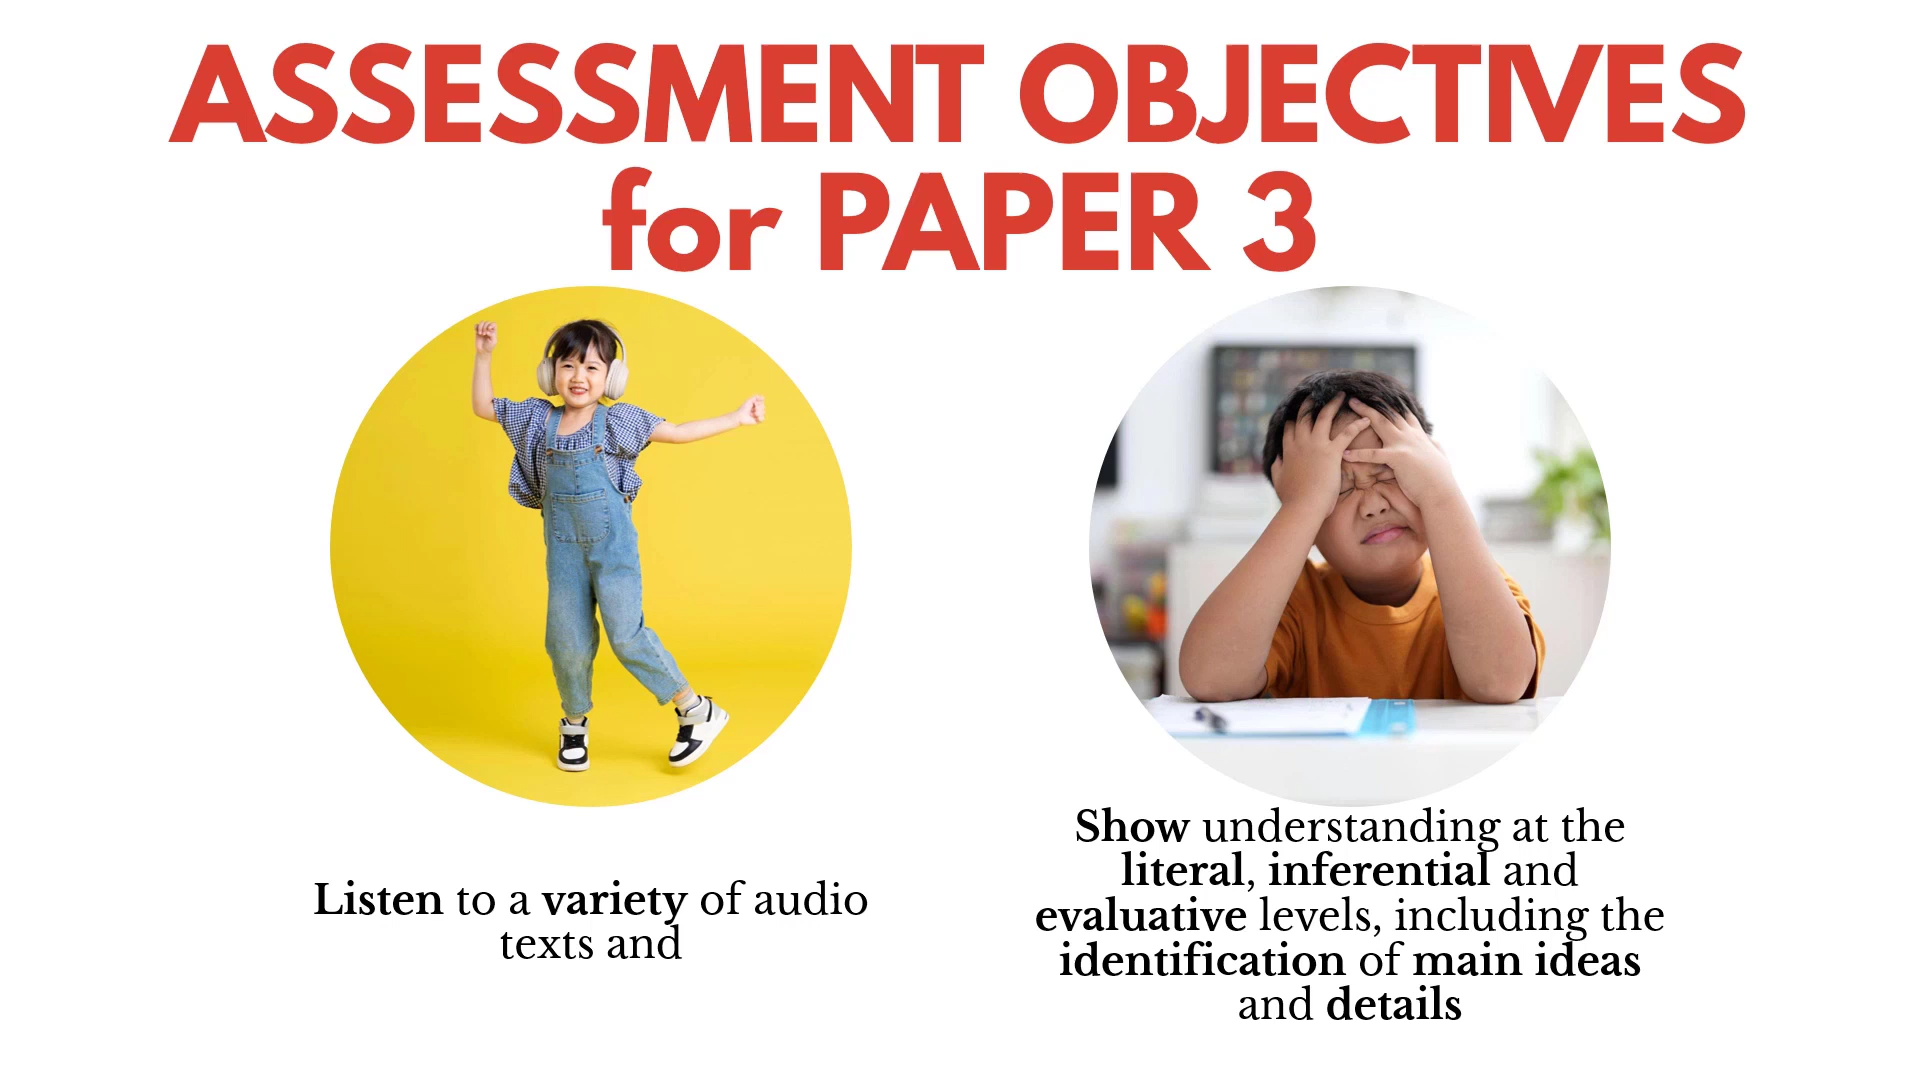 ASSESSMENT OBJECTIVES
for PAPER 3
Listen to a variety of audio
texts and
Show understanding at the
literal, inferential and
evaluative levels, including the
identification of main ideas
and details